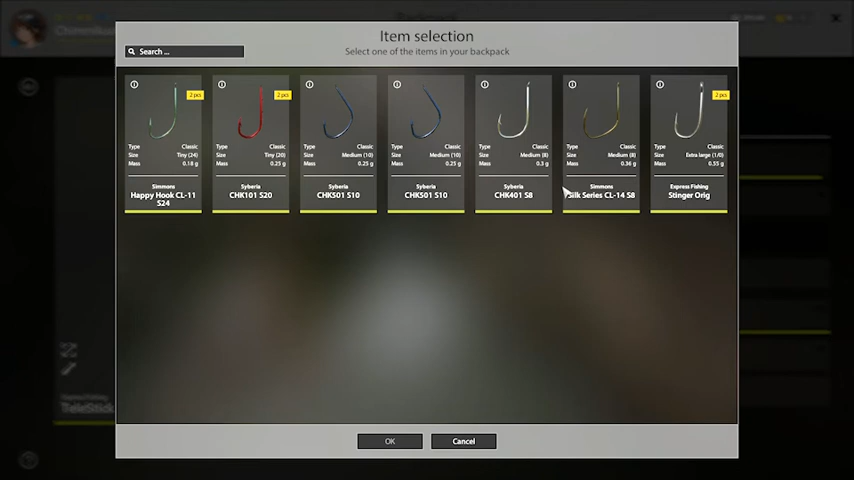 Item selection
Select one of the items in your backpack
Search ...
2 pcs
Type Classic
Size Tiny (24)
Mass 0.18 g
Simmons
Happy Hook CL-11
S24
2 pcs
Type Classic
Size Tiny (20)
Mass 0.25 g
Syberia
CHK101 S20
Type Classic
Size Medium (10)
Mass 0.25 g
Syberia
CHK501 S10
Type Classic
Size Medium (10)
Mass 0.25 g
Syberia
CHK501 S10
Type Classic
Size Medium (8)
Mass 0.3 g
Syberia
CHK401 S8
Type Classic
Size Medium (8)
Mass 0.36 g
Simmons
Silk Series CL-14 S8
2 pcs
Type Classic
Size Extra large (1/0)
Mass 0.55 g
Express Fishing
Stinger Orig
TeleStick
OK
Cancel